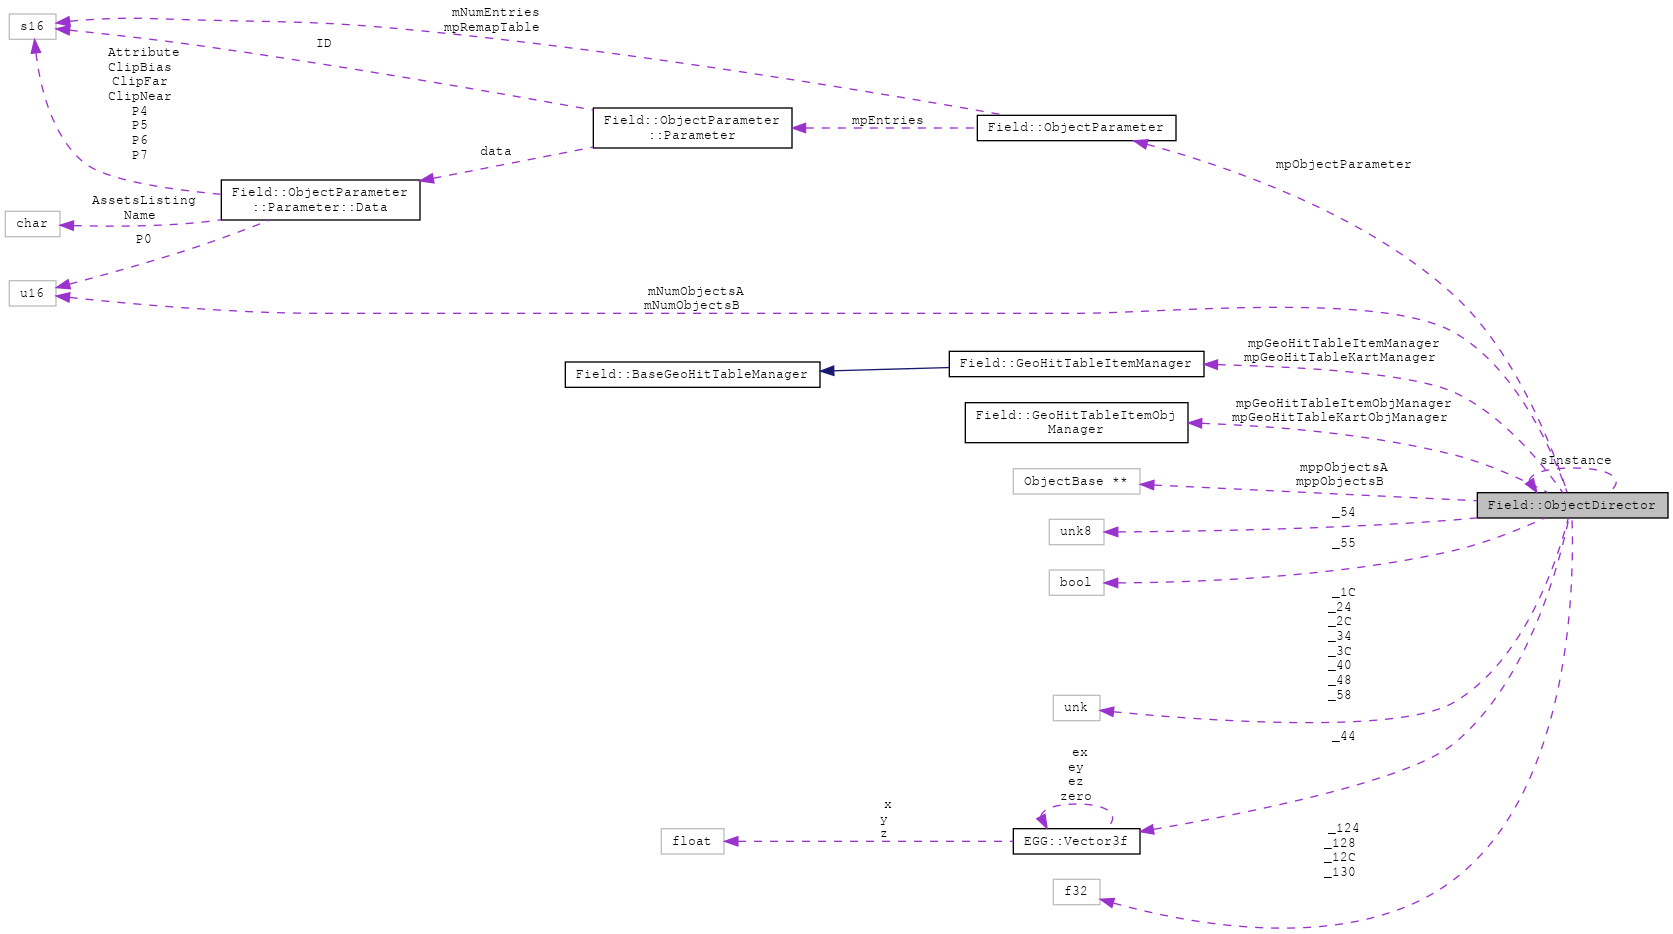 mNumEntries
mpRemapTable
s16
ID
Attribute
ClipBias
ClipFar
ClipNear
P4
P5
P6
P7
Field::ObjectParameter
::Parameter
mpEntries
Field::ObjectParameter
data
mpObjectParameter
Field::ObjectParameter
::Parameter::Data
AssetsListing
Name
char
P0
u16
mNumObjectsA
mNumObjectsB
mpGeoHitTableItemManager
mpGeoHitTableKartManager
Field::BaseGeoHitTableManager
Field::GeoHitTableItemManager
mpGeoHitTableItemObjManager
mpGeoHitTableKartObjManager
Field::GeoHitTableItemObj
Manager
sInstance
mppObjectsA
mppObjectsB
ObjectBase **
Field::ObjectDirector
_54
unk8
_55
bool
_1C
_24
_2C
_34
_3C
_40
_48
_58
unk
_44
ex
ey
ez
zero
x
y
z
float
EGG::Vector3f
_124
_128
_12C
_130
f32